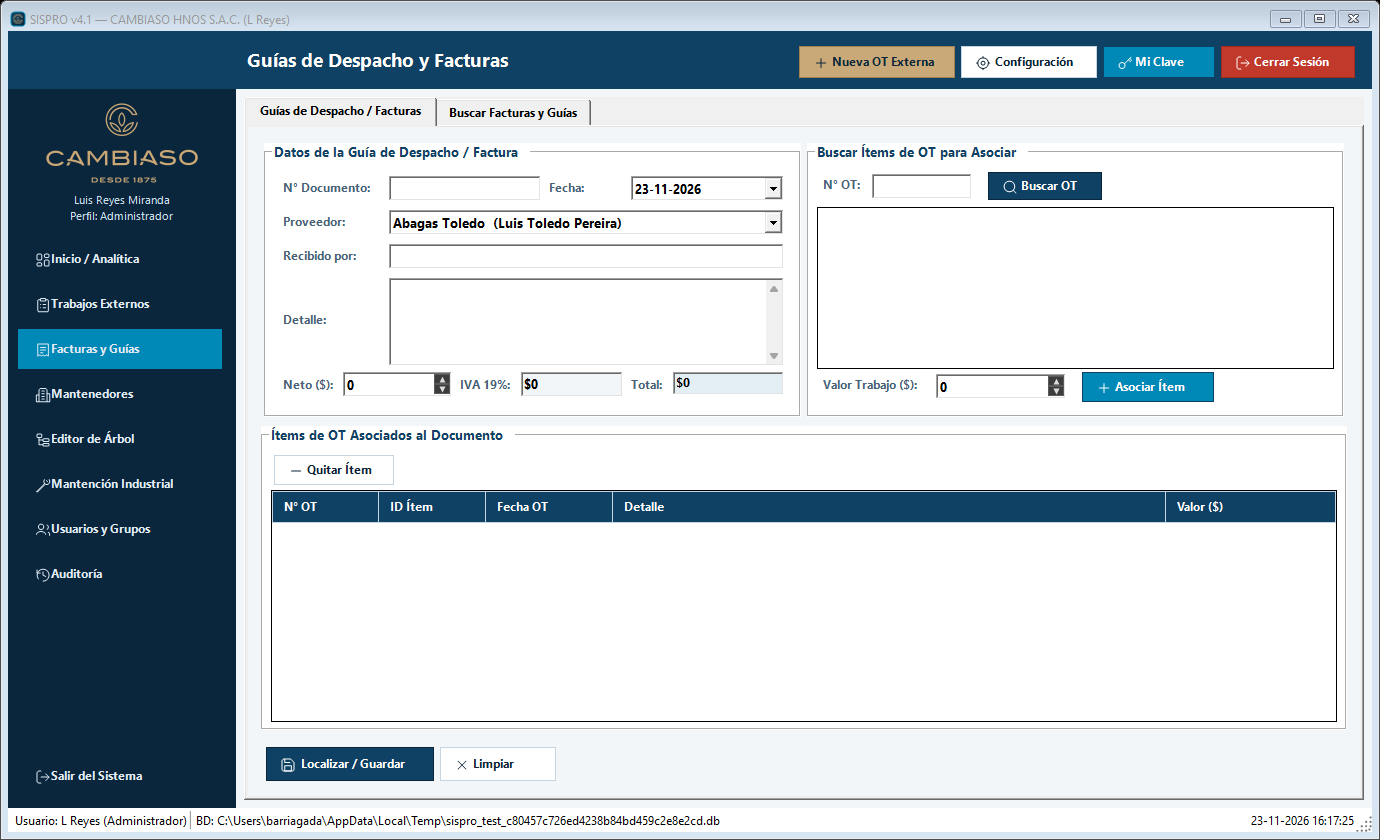 SISPRO v4.1 — CAMBIASO HNOS S.A.C. (L Reyes)
Guías de Despacho y Facturas
Nueva OT Externa
Configuración
Mi Clave
Cerrar Sesión
CAMBIASO
DESDE 1875
Luis Reyes Miranda
Perfil: Administrador
Inicio / Analítica
Trabajos Externos
Facturas y Guías
Mantenedores
Editor de Árbol
Mantención Industrial
Usuarios y Grupos
Auditoría
Salir del Sistema
Guías de Despacho / Facturas
Buscar Facturas y Guías
Datos de la Guía de Despacho / Factura
N° Documento:
Fecha: 23-11-2026
Proveedor: Abagas Toledo (Luis Toledo Pereira)
Recibido por:
Detalle:
Neto ($): 0 IVA 19%: $0 Total: $0
Buscar Ítems de OT para Asociar
N° OT:
Buscar OT
Valor Trabajo ($): 0
Asociar Ítem
Ítems de OT Asociados al Documento
Quitar Ítem
N° OT ID Ítem Fecha OT Detalle Valor ($)
Localizar / Guardar
Limpiar
Usuario: L Reyes (Administrador) BD: C:\Users\barriagada\AppData\Local\Temp\sispro_test_c80457c726ed4238b84bd459c2e8e2cd.db 23-11-2026 16:17:25